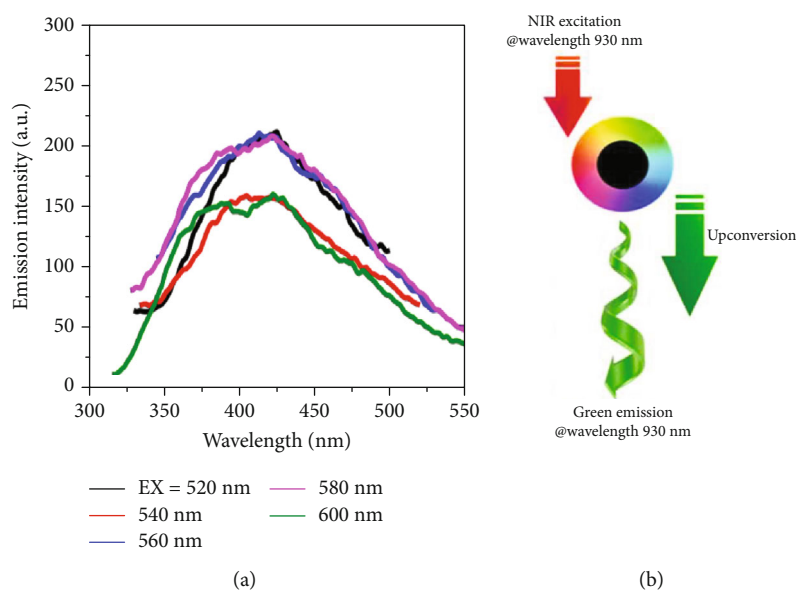 300
250
200
150
100
50
0
Emission intensity (a.u.)
300 350 400 450 500 550
Wavelength (nm)
EX = 520 nm
540 nm
560 nm
580 nm
600 nm
(a)
NIR excitation
@wavelength 930 nm
Upconversion
Green emission
@wavelength 930 nm
(b)